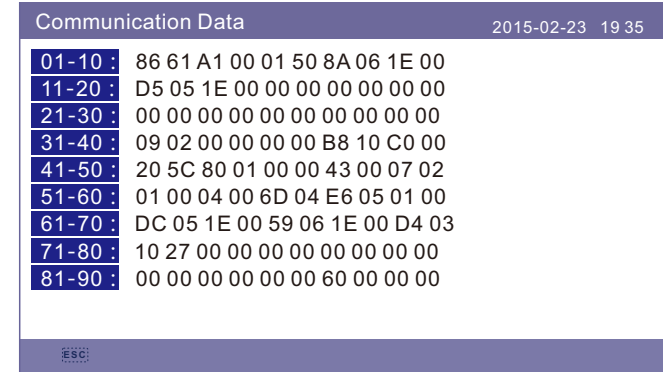 Communication Data 2015-02-23 19 35
01-10 : 86 61 A1 00 01 50 8A 06 1E 00
11-20 : D5 05 1E 00 00 00 00 00 00 00
21-30 : 00 00 00 00 00 00 00 00 00 00
31-40 : 09 02 00 00 00 00 B8 10 C0 00
41-50 : 20 5C 80 01 00 00 43 00 07 02
51-60 : 01 00 04 00 6D 04 E6 05 01 00
61-70 : DC 05 1E 00 59 06 1E 00 D4 03
71-80 : 10 27 00 00 00 00 00 00 00 00
81-90 : 00 00 00 00 00 00 60 00 00 00
ESC